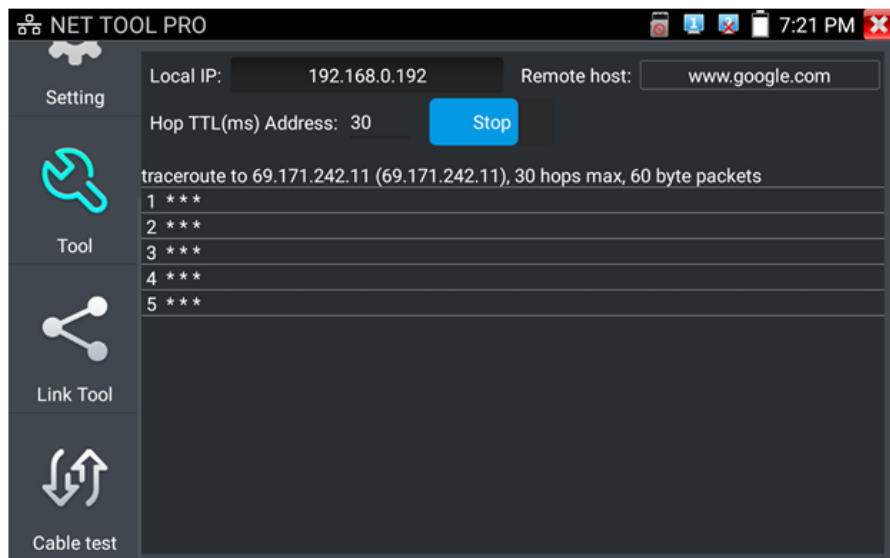 NET TOOL PRO
1
7:21 PM
Setting
Local IP: 192.168.0.192 Remote host: www.google.com
Hop TTL(ms) Address: 30 Stop
traceroute to 69.171.242.11 (69.171.242.11), 30 hops max, 60 byte packets
1 * * *
2 * * *
3 * * *
4 * * *
5 * * *
Tool
Link Tool
Cable test